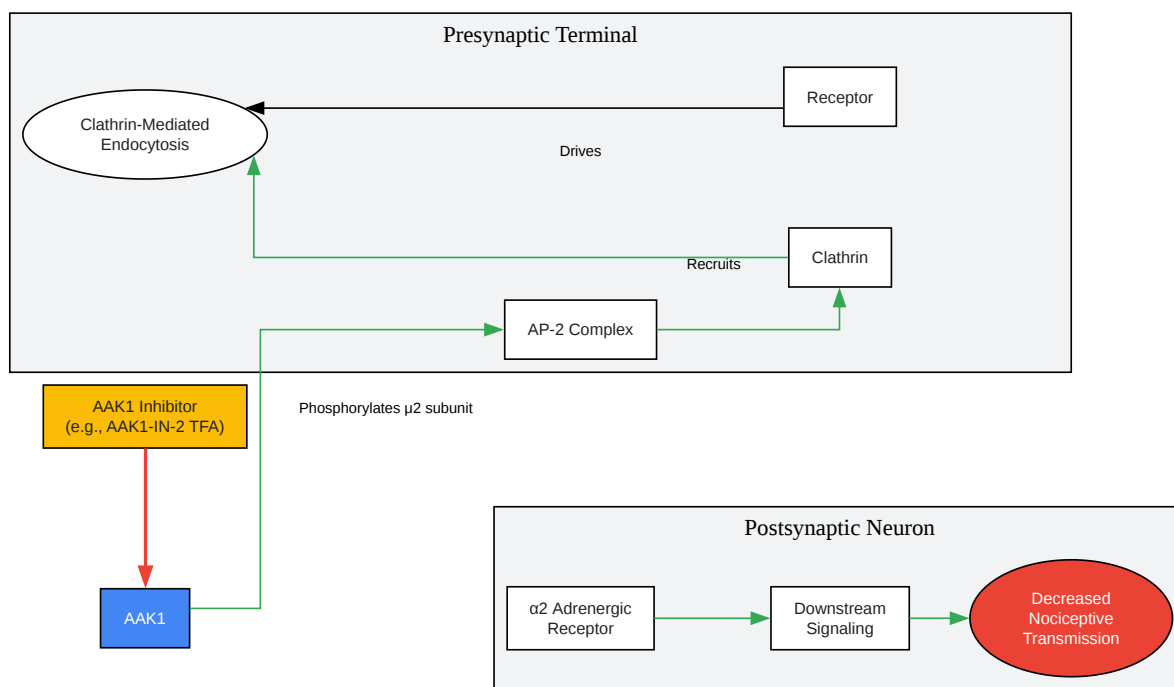 Presynaptic Terminal
Receptor
Clathrin-Mediated
Endocytosis
Drives
Clathrin
Recruits
AP-2 Complex
AAK1 Inhibitor
(e.g., AAK1-IN-2 TFA)
Phosphorylates μ2 subunit
Postsynaptic Neuron
AAK1
α2 Adrenergic
Receptor
Downstream
Signaling
Decreased
Nociceptive
Transmission